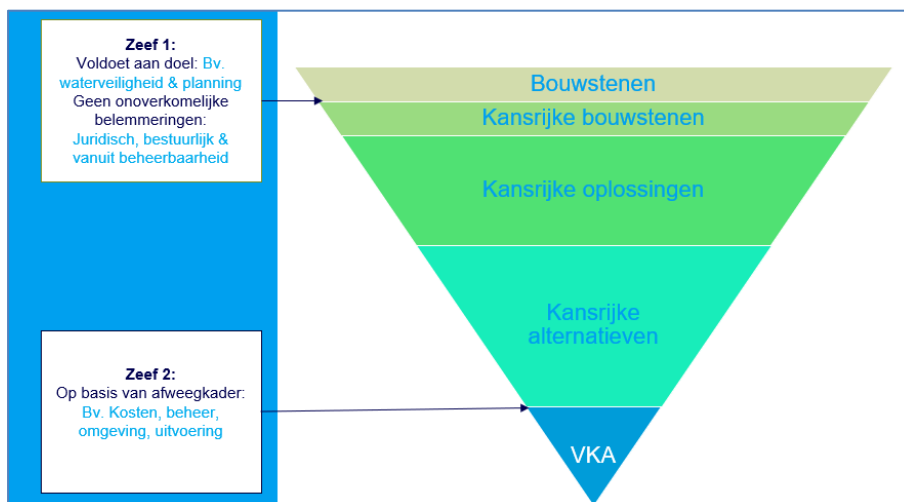 Zeef 1:
Voldoet aan doel: Bv.
waterveiligheid & planning
Geen onoverkomelijke
belemmeringen:
Juridisch, bestuurlijk &
vanuit beheerbaarheid
Bouwstenen
Kansrijke bouwstenen
Kansrijke oplossingen
Kansrijke
alternatieven
Zeef 2:
Op basis van afweegkader:
Bv. Kosten, beheer,
omgeving, uitvoering
VKA